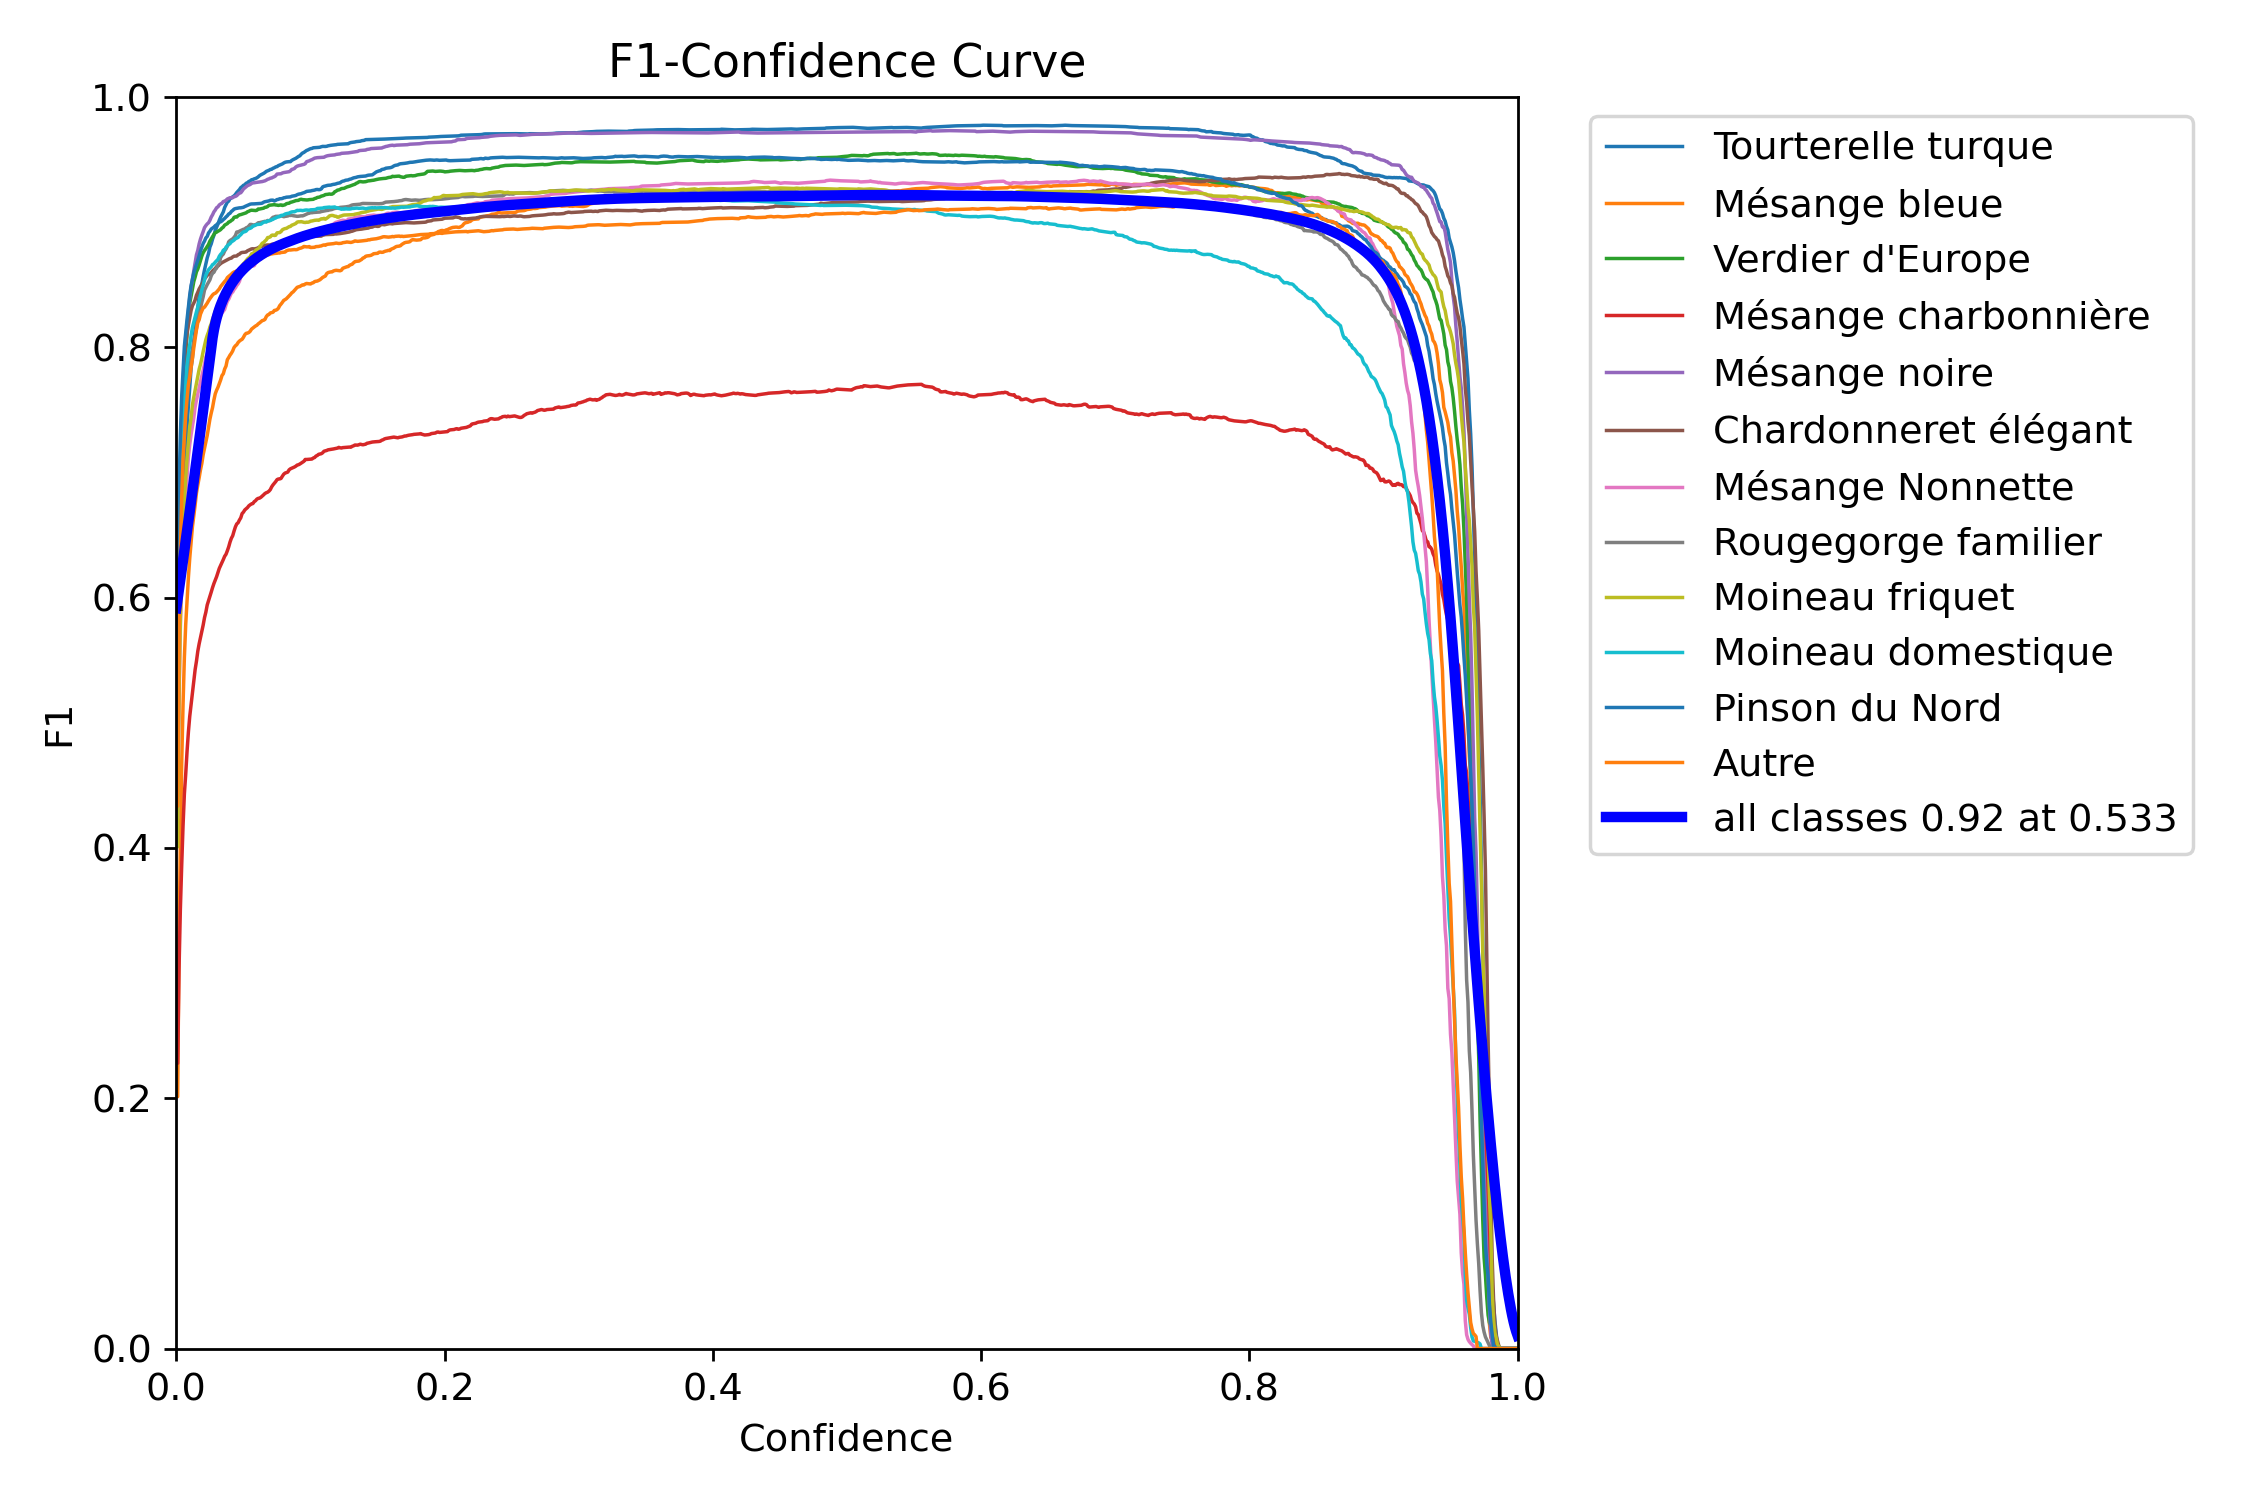 F1-Confidence Curve
1.0
0.8
0.6
0.4
0.2
0.0
F1
0.0 0.2 0.4 0.6 0.8 1.0
Confidence
Tourterelle turque
Mésange bleue
Verdier d'Europe
Mésange charbonnière
Mésange noire
Chardonneret élégant
Mésange Nonnette
Rougegorge familier
Moineau friquet
Moineau domestique
Pinson du Nord
Autre
all classes 0.92 at 0.533